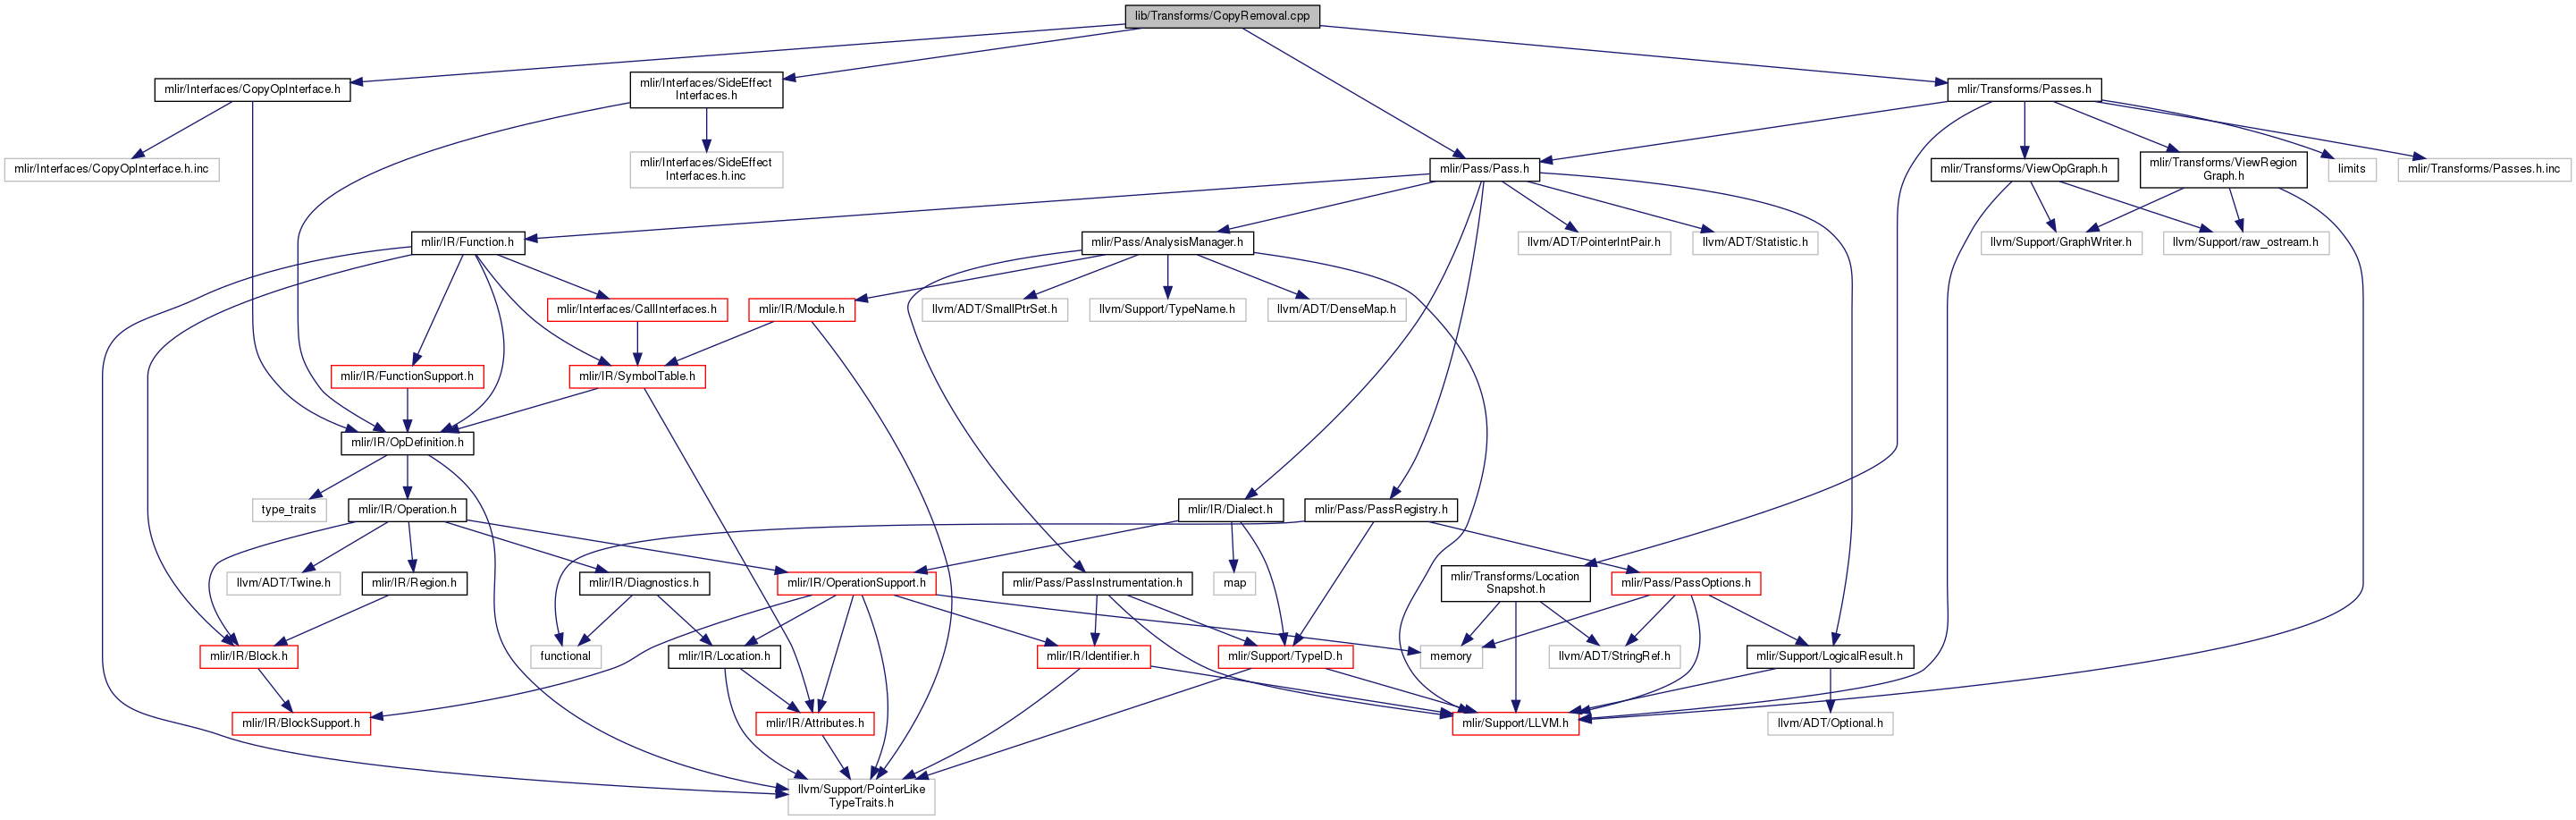 lib/Transforms/CopyRemoval.cpp
mlir/Interfaces/CopyOpInterface.h
mlir/Interfaces/SideEffect
Interfaces.h
mlir/Transforms/Passes.h
mlir/Interfaces/CopyOpInterface.h.inc
mlir/Interfaces/SideEffect
Interfaces.h.inc
mlir/Pass/Pass.h
mlir/Transforms/ViewOpGraph.h
mlir/Transforms/ViewRegion
Graph.h
limits
mlir/Transforms/Passes.h.inc
mlir/IR/Function.h
mlir/Pass/AnalysisManager.h
llvm/ADT/PointerIntPair.h
llvm/ADT/Statistic.h
llvm/Support/GraphWriter.h
llvm/Support/raw_ostream.h
mlir/Interfaces/CallInterfaces.h
mlir/IR/Module.h
llvm/ADT/SmallPtrSet.h
llvm/Support/TypeName.h
llvm/ADT/DenseMap.h
mlir/IR/FunctionSupport.h
mlir/IR/SymbolTable.h
mlir/IR/OpDefinition.h
type_traits
mlir/IR/Operation.h
mlir/IR/Dialect.h
mlir/Pass/PassRegistry.h
llvm/ADT/Twine.h
mlir/IR/Region.h
mlir/IR/Diagnostics.h
mlir/IR/OperationSupport.h
mlir/Pass/PassInstrumentation.h
map
mlir/Transforms/Location
Snapshot.h
mlir/Pass/PassOptions.h
mlir/IR/Block.h
functional
mlir/IR/Location.h
mlir/IR/Identifier.h
mlir/Support/TypeID.h
memory
llvm/ADT/StringRef.h
mlir/Support/LogicalResult.h
mlir/IR/BlockSupport.h
mlir/IR/Attributes.h
mlir/Support/LLVM.h
llvm/ADT/Optional.h
llvm/Support/PointerLike
TypeTraits.h